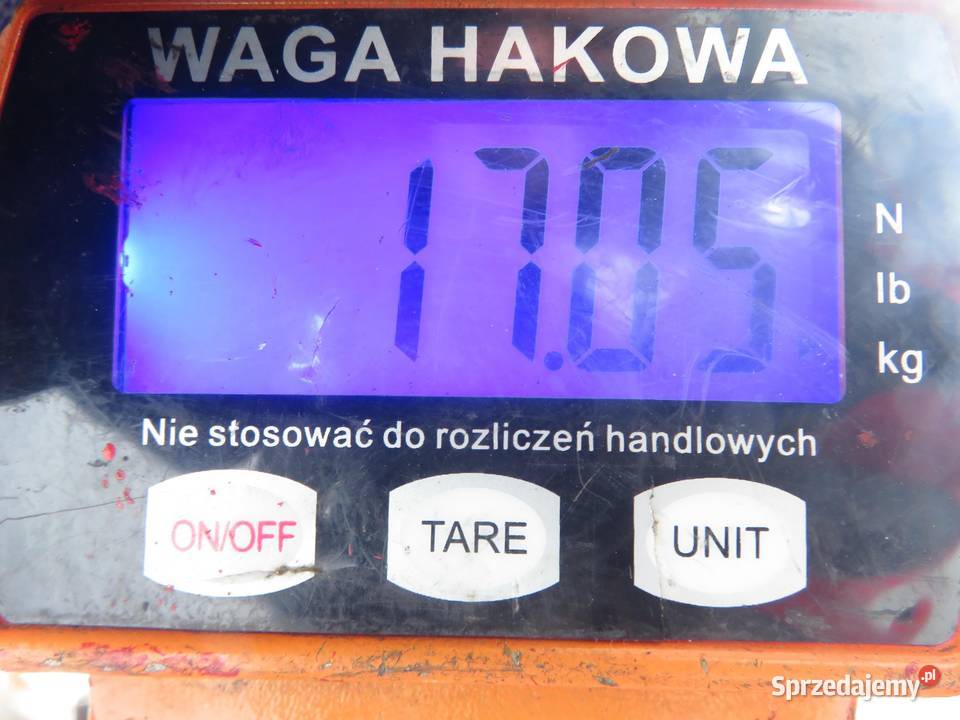 WAGA HAKOWA
17.05
N
lb
kg
Nie stosować do rozliczeń handlowych
ON/OFF TARE UNIT
Sprzedajemy.pl